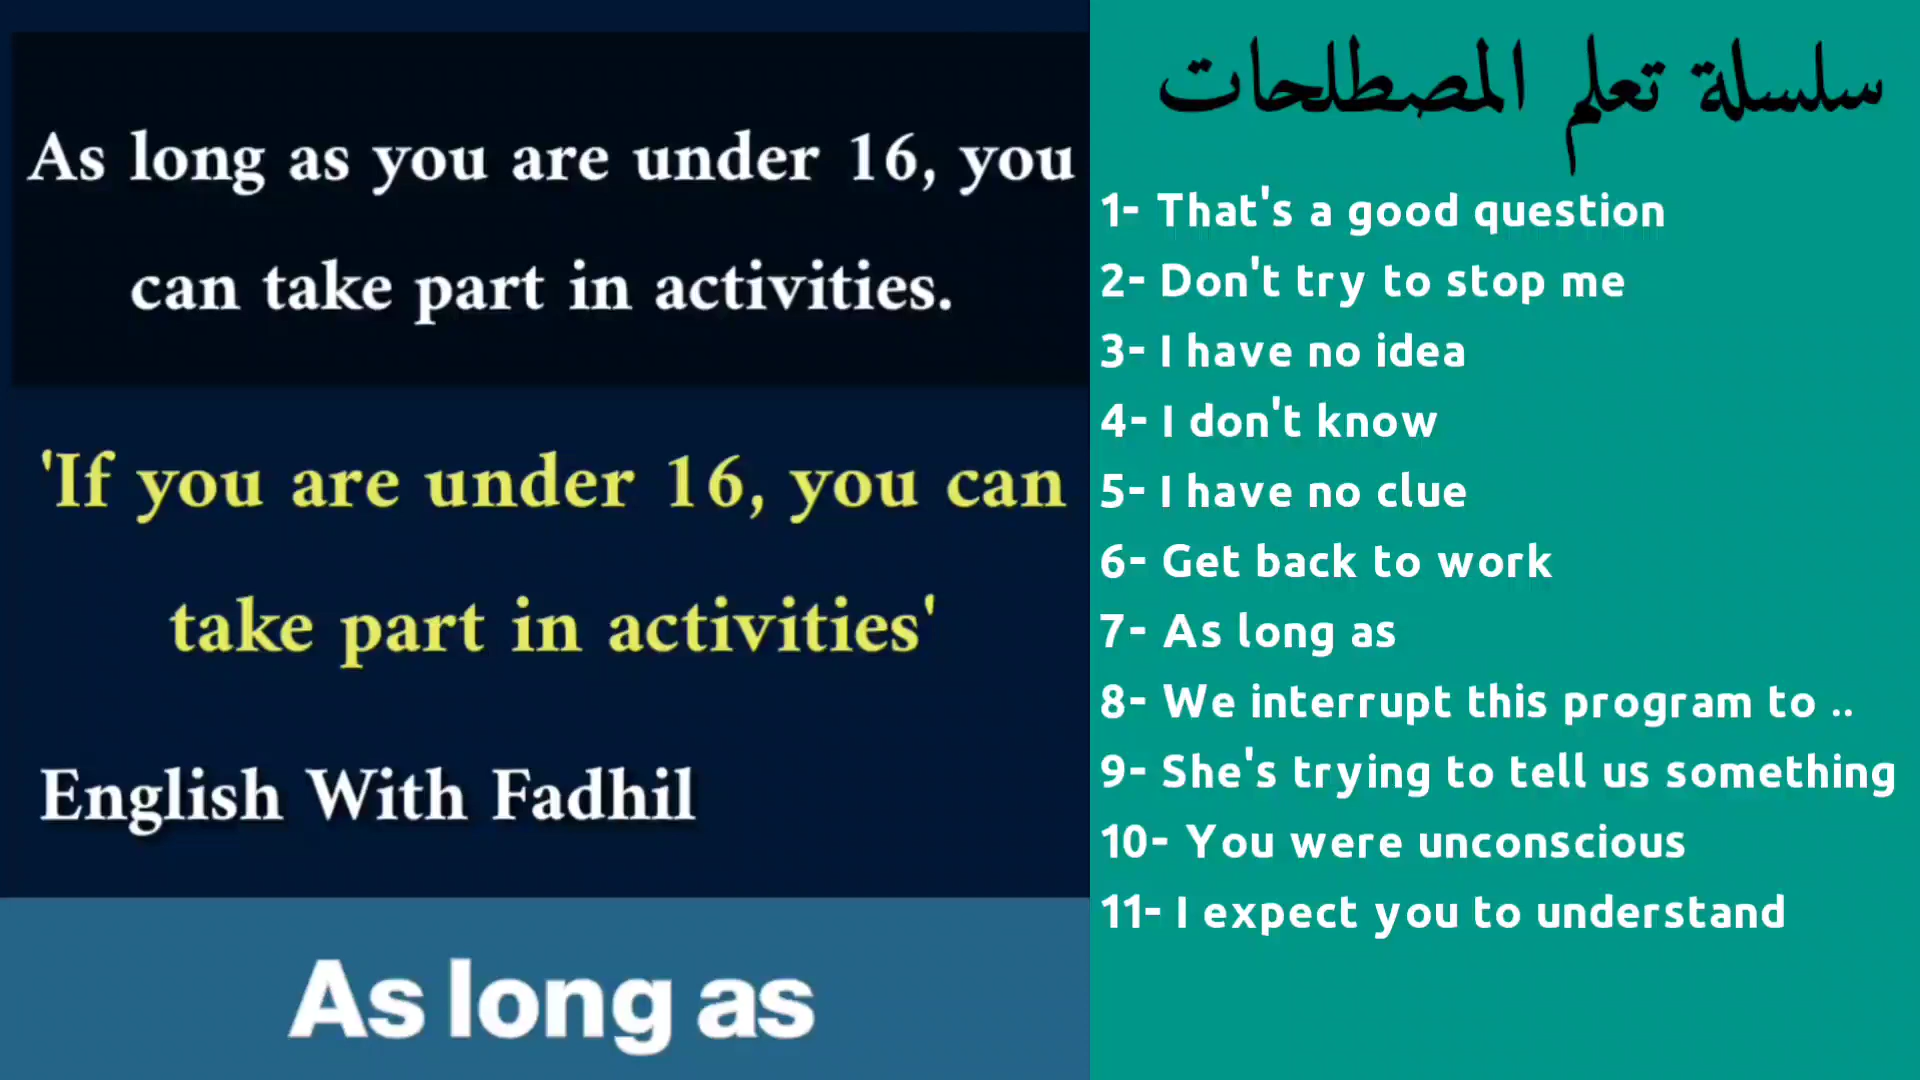 As long as you are under 16, you
can take part in activities.
'If you are under 16, you can
take part in activities'
English With Fadhil
As long as
سلسلة تعلم المصطلحات
1- That's a good question
2- Don't try to stop me
3- I have no idea
4- I don't know
5- I have no clue
6- Get back to work
7- As long as
8- We interrupt this program to ..
9- She's trying to tell us something
10- You were unconscious
11- I expect you to understand